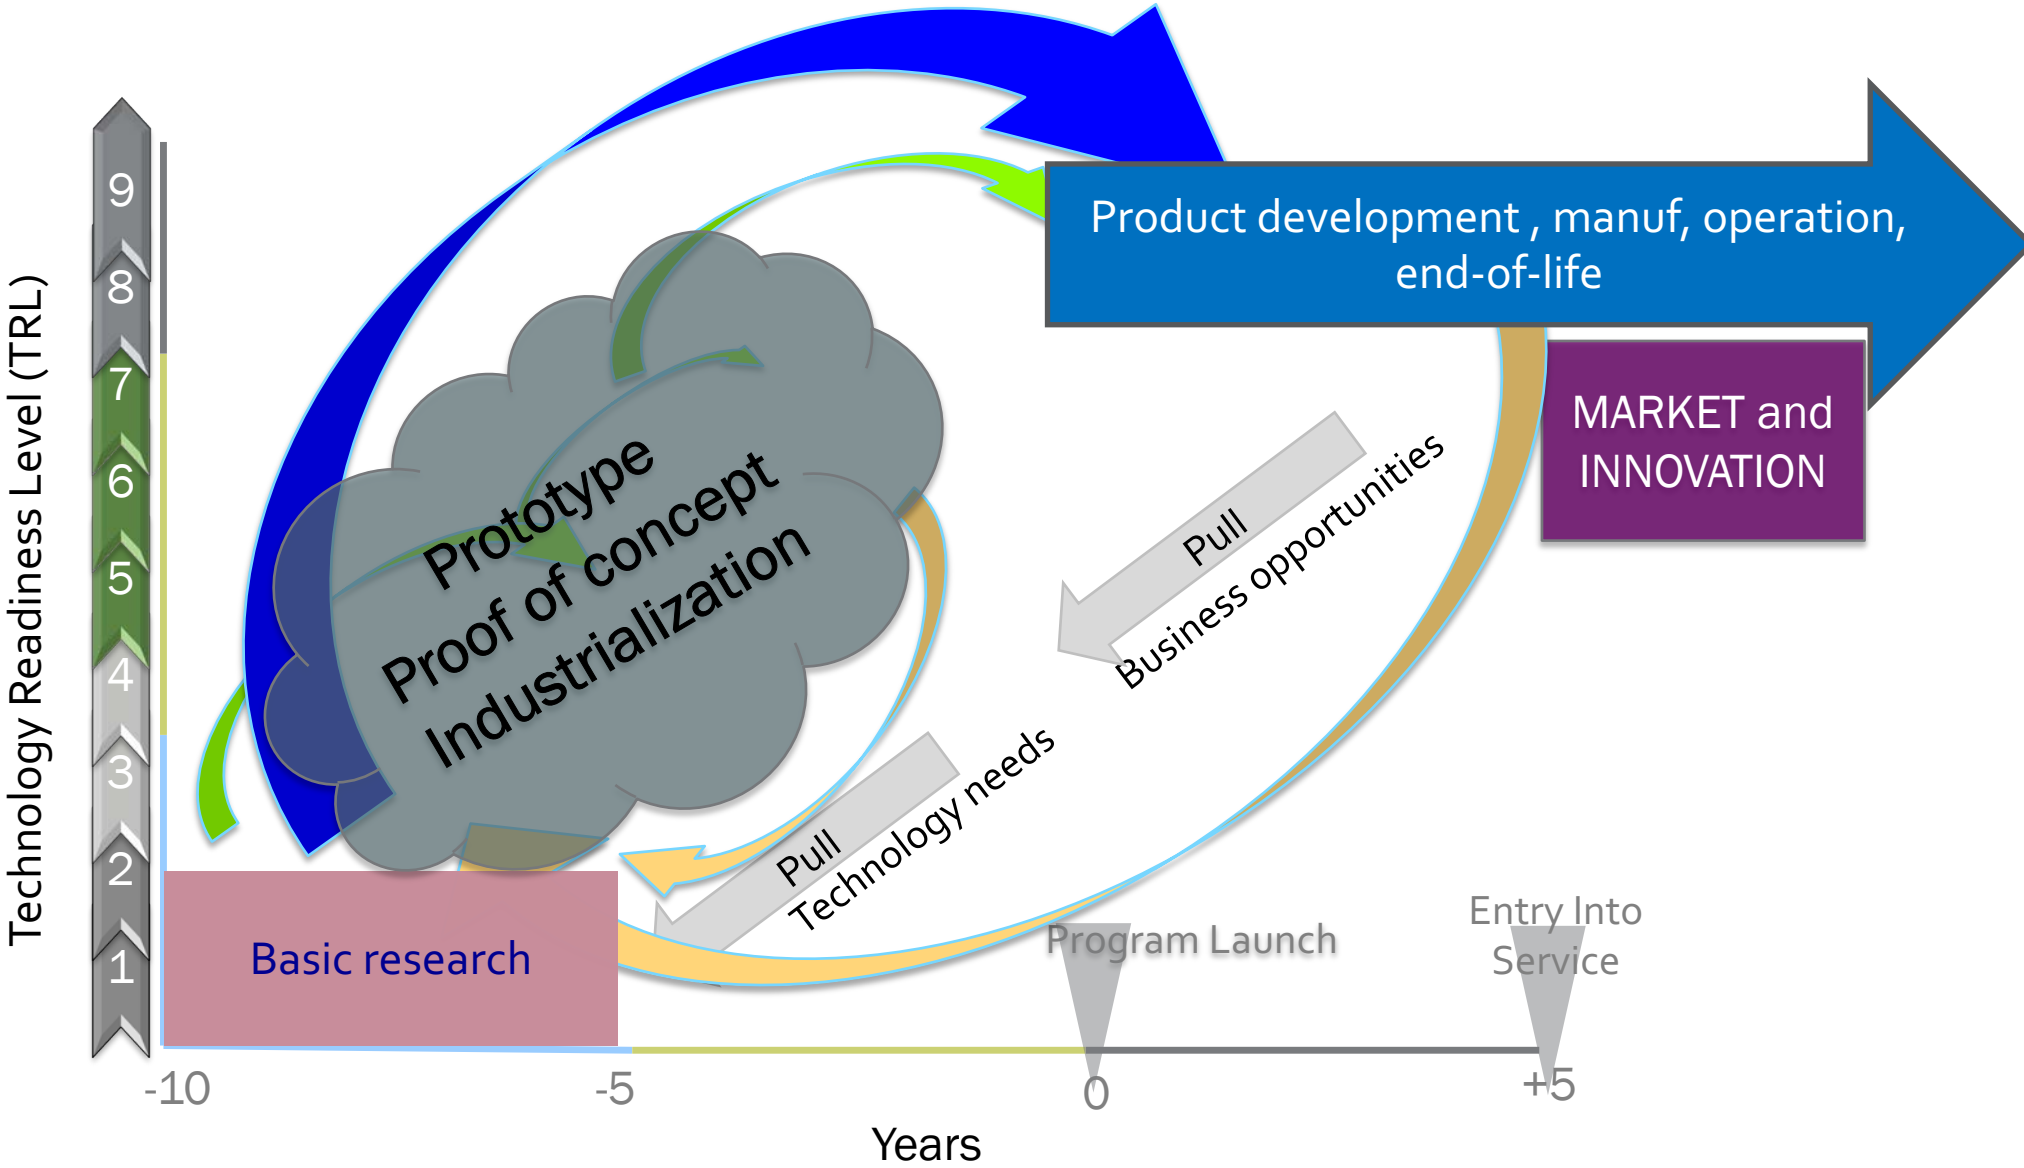 Technology Readiness Level (TRL)
9
8
7
6
5
4
3
2
1
Product development , manuf, operation,
end-of-life
MARKET and
INNOVATION
Prototype
Proof of concept
Industrialization
Pull
Business opportunities
Pull
Technology needs
Basic research
Program Launch
Entry Into
Service
-10
-5
0
+5
Years